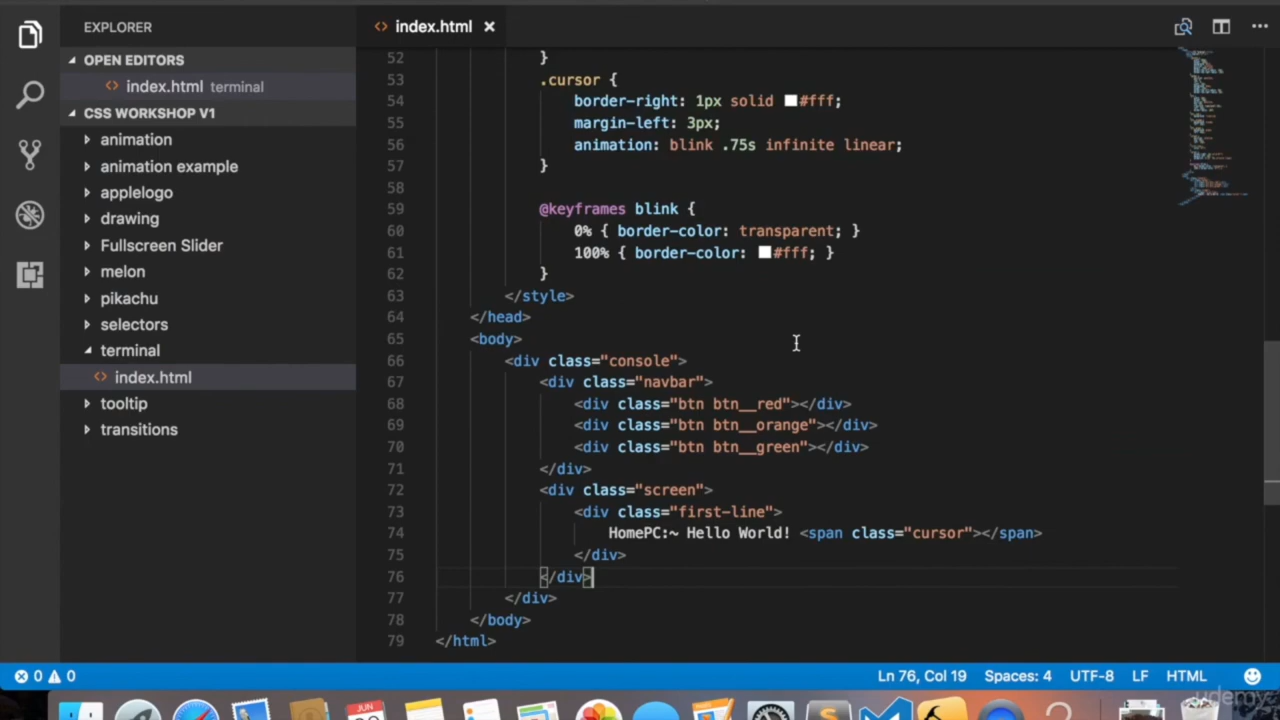 EXPLORER
OPEN EDITORS
index.html terminal
CSS WORKSHOP V1
animation
animation example
applelogo
drawing
Fullscreen Slider
melon
pikachu
selectors
terminal
index.html
tooltip
transitions
index.html
52 }
53 .cursor {
54 border-right: 1px solid #fff;
55 margin-left: 3px;
56 animation: blink .75s infinite linear;
57 }
58
59 @keyframes blink {
60 0% { border-color: transparent; }
61 100% { border-color: #fff; }
62 }
63 </style>
64 </head>
65 <body>
66 <div class="console">
67 <div class="navbar">
68 <div class="btn btn__red"></div>
69 <div class="btn btn__orange"></div>
70 <div class="btn btn__green"></div>
71 </div>
72 <div class="screen">
73 <div class="first-line">
74 HomePC:~ Hello World! <span class="cursor"></span>
75 </div>
76 </div>
77 </div>
78 </body>
79 </html>
0 0
Ln 76, Col 19 Spaces: 4 UTF-8 LF HTML
JUN
udemy